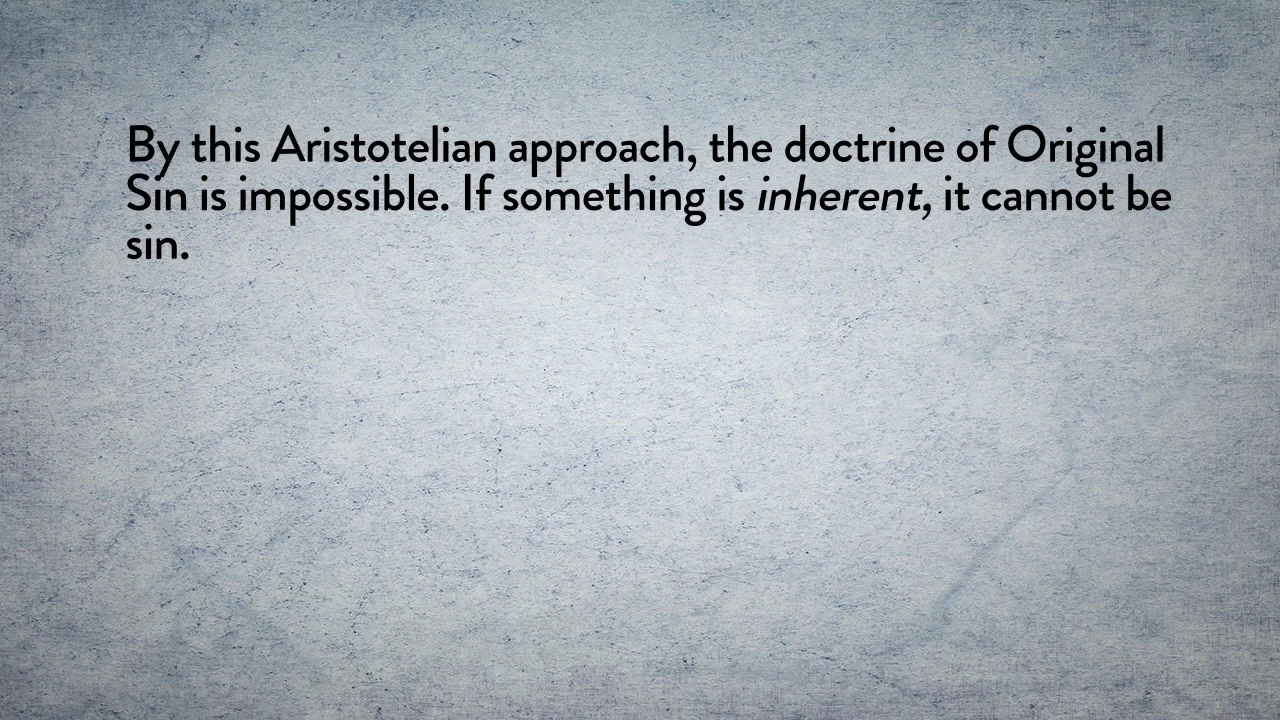 By this Aristotelian approach, the doctrine of Original
Sin is impossible. If something is inherent, it cannot be
sin.